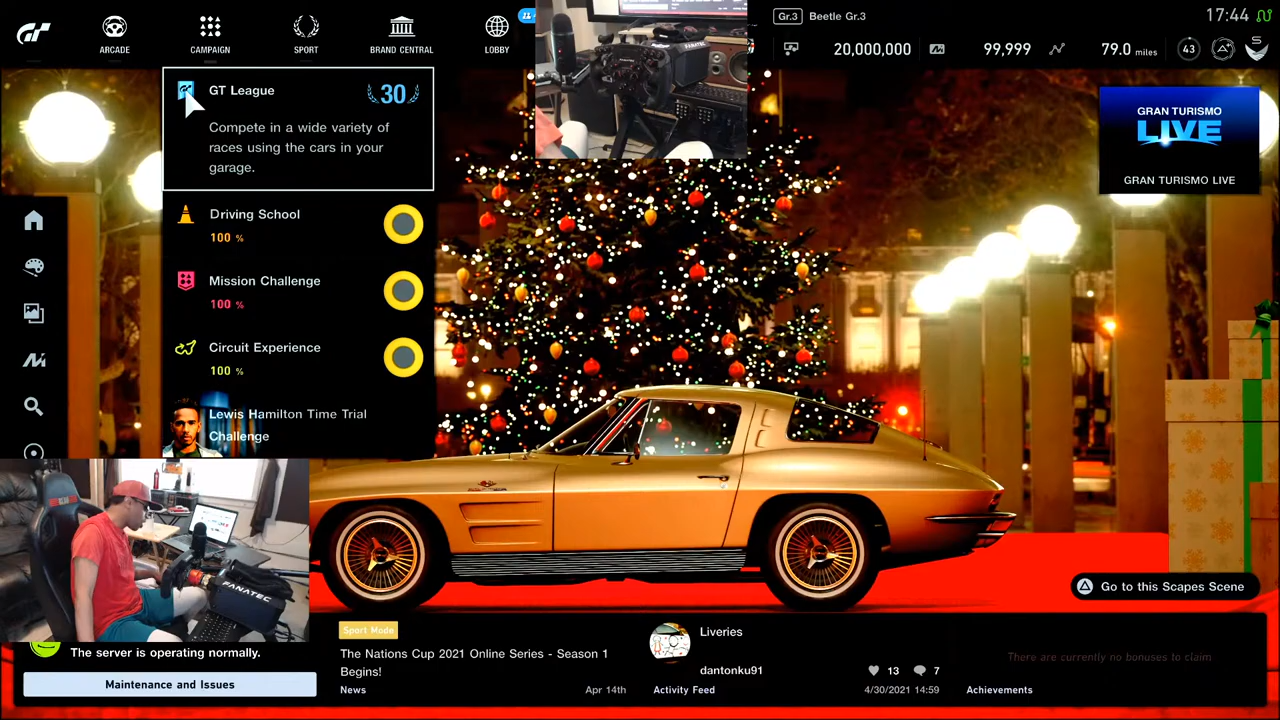 GT
ARCADE
CAMPAIGN
SPORT
BRAND CENTRAL
LOBBY
Gr.3 Beetle Gr.3
17:44
20,000,000
99,999
79.0 miles
43
GT League
30
Compete in a wide variety of
races using the cars in your
garage.
Driving School
100 %
Mission Challenge
100 %
Circuit Experience
100 %
Lewis Hamilton Time Trial
Challenge
GRAN TURISMO
LIVE
GRAN TURISMO LIVE
FANATEC
FANATEC
Go to this Scapes Scene
The server is operating normally.
Maintenance and Issues
Sport Mode
The Nations Cup 2021 Online Series - Season 1
Begins!
News
Apr 14th
Liveries
dantonku91
13
7
Activity Feed
4/30/2021 14:59
There are currently no bonuses to claim
Achievements